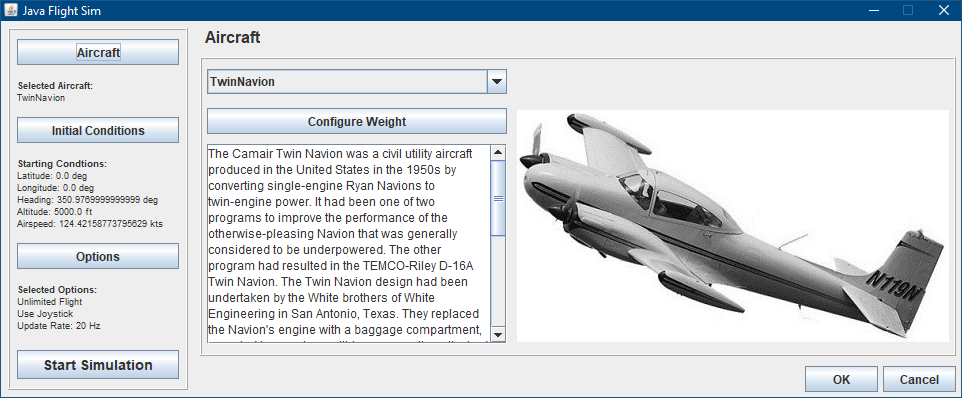 Java Flight Sim
Aircraft
Selected Aircraft:
TwinNavion
Initial Conditions
Starting Condtions:
Latitude: 0.0 deg
Longitude: 0.0 deg
Heading: 350.9769999999999 deg
Altitude: 5000.0 ft
Airspeed: 124.42158773795629 kts
Options
Selected Options:
Unlimited Flight
Use Joystick
Update Rate: 20 Hz
Start Simulation
Aircraft
TwinNavion
Configure Weight
The Camair Twin Navion was a civil utility aircraft
produced in the United States in the 1950s by
converting single-engine Ryan Navions to
twin-engine power. It had been one of two
programs to improve the performance of the
otherwise-pleasing Navion that was generally
considered to be underpowered. The other
program had resulted in the TEMCO-Riley D-16A
Twin Navion. The Twin Navion design had been
undertaken by the White brothers of White
Engineering in San Antonio, Texas. They replaced
the Navion's engine with a baggage compartment,
N119N
OK
Cancel